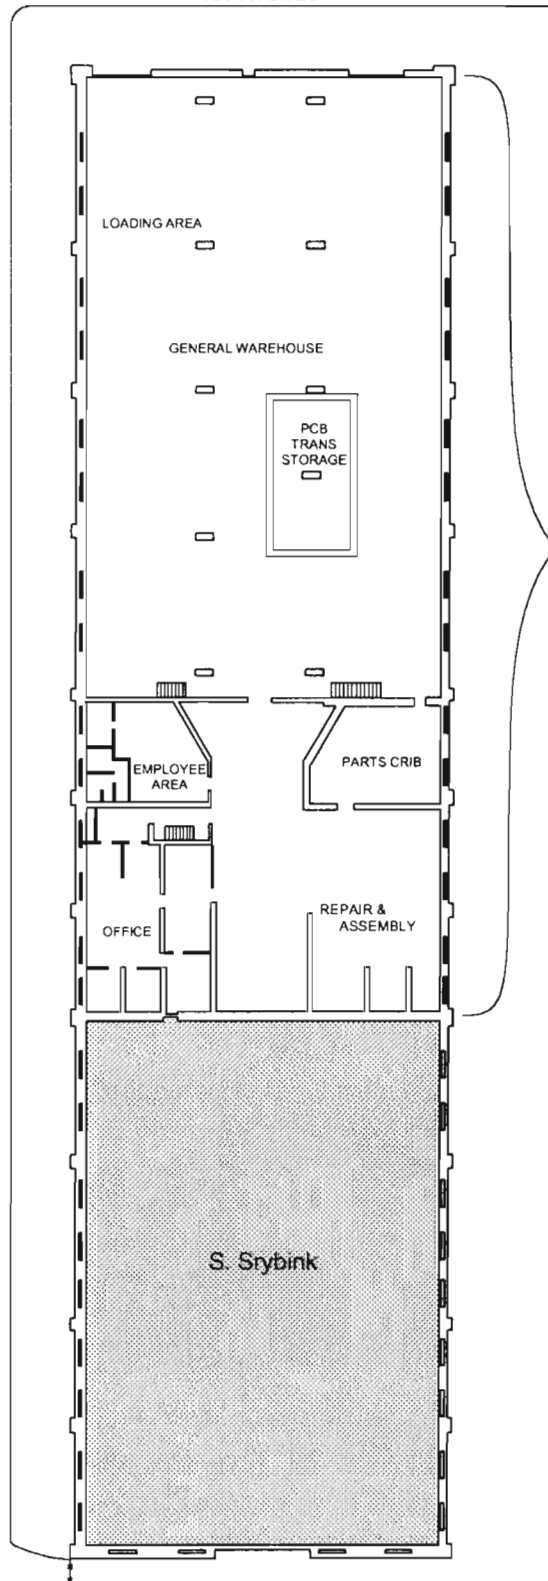 LOADING AREA
GENERAL WAREHOUSE
PCB
TRANS
STORAGE
EMPLOYEE
AREA
PARTS CRIB
REPAIR &
ASSEMBLY
OFFICE
S. Srybink